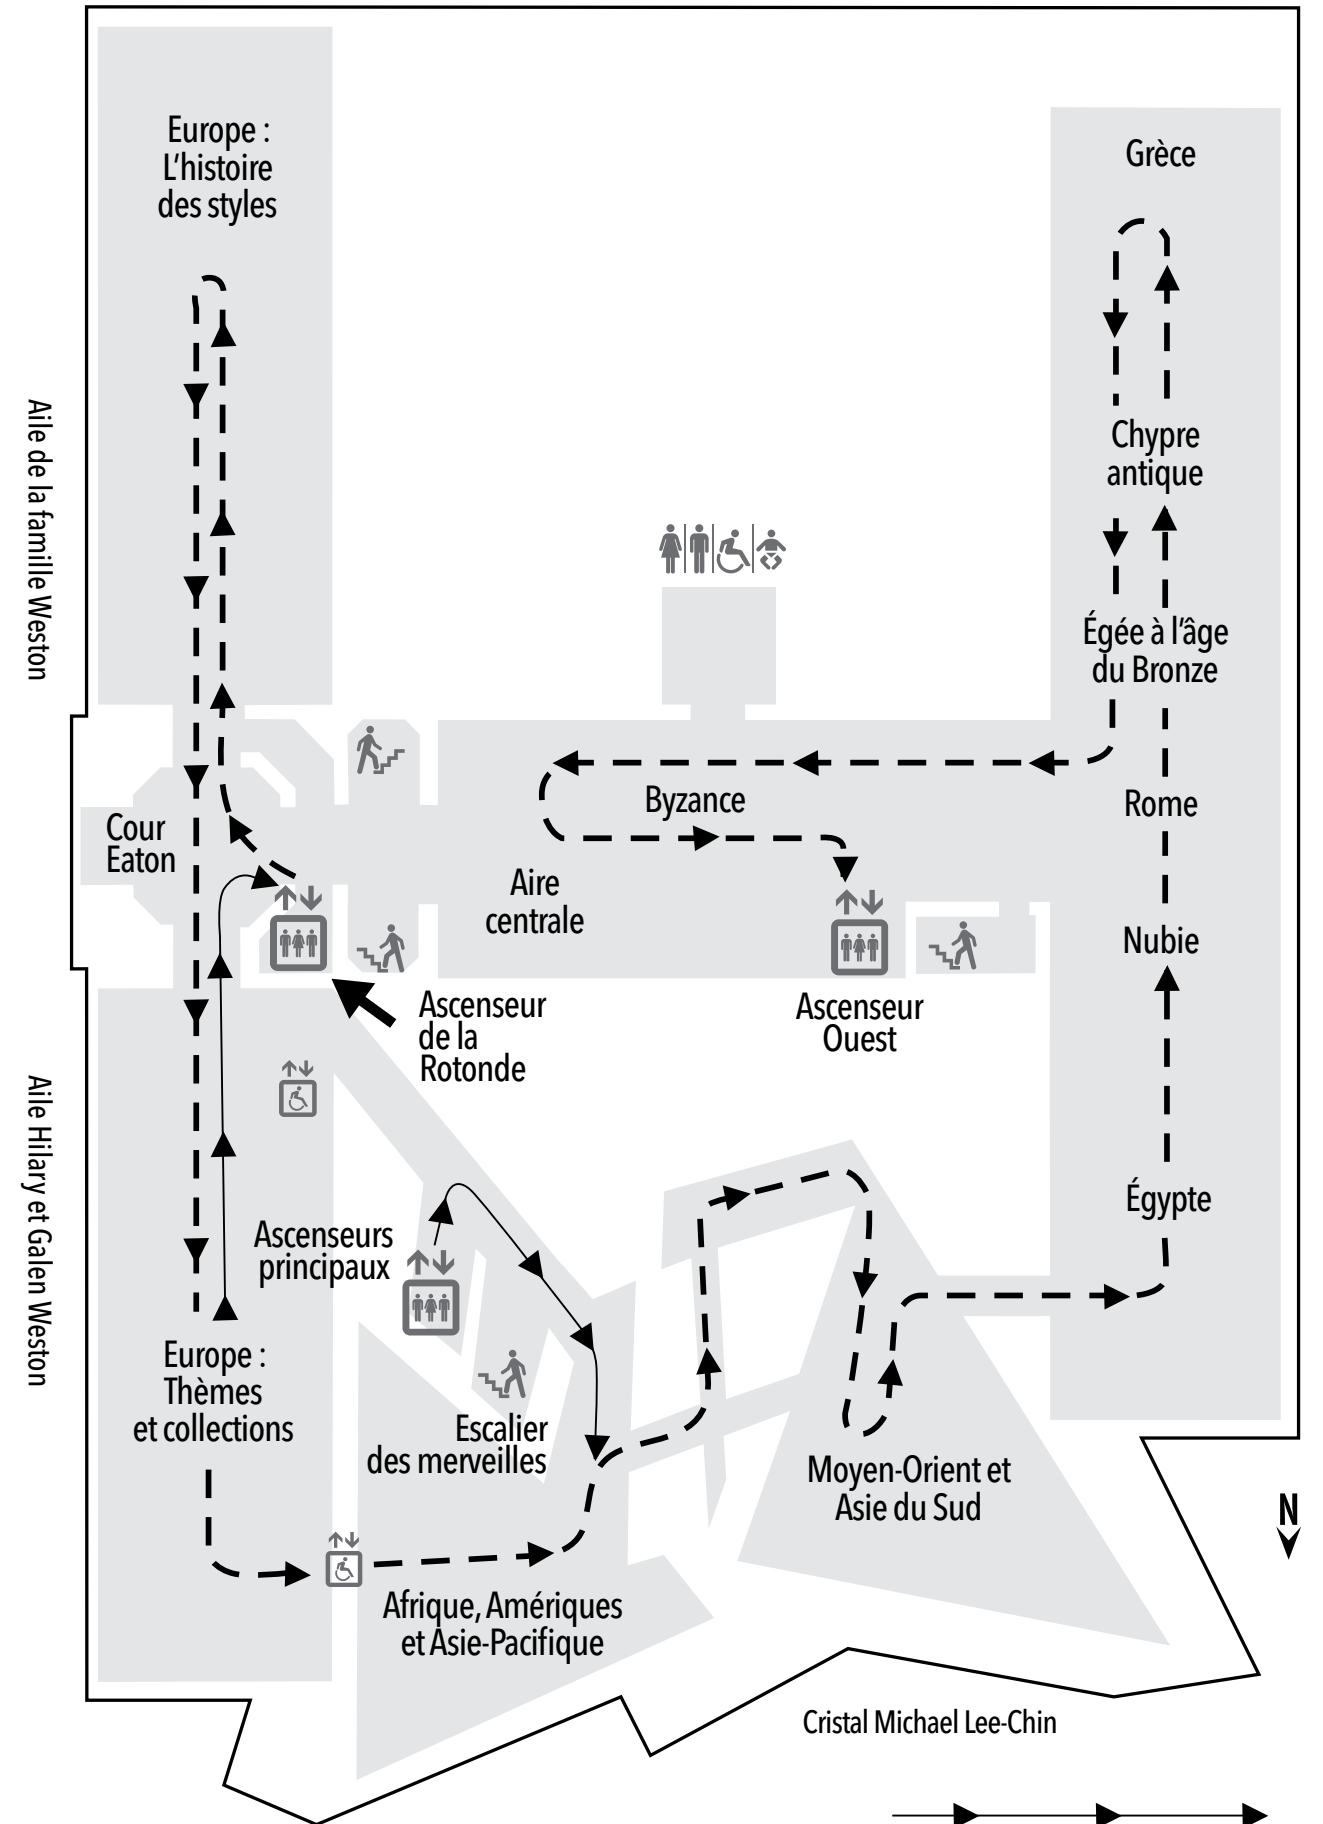 Europe :
L'histoire
des styles
Grèce
Aile de la famille Weston
Chypre
antique
Égée à l'âge
du Bronze
Byzance
Rome
Cour
Eaton
Aire
centrale
Nubie
Ascenseur
de la
Rotonde
Ascenseur
Ouest
Aile Hilary et Galen Weston
Égypte
Ascenseurs
principaux
Europe :
Thèmes
et collections
Escalier
des merveilles
Moyen-Orient et
Asie du Sud
N
Afrique, Amériques
et Asie-Pacifique
Cristal Michael Lee-Chin